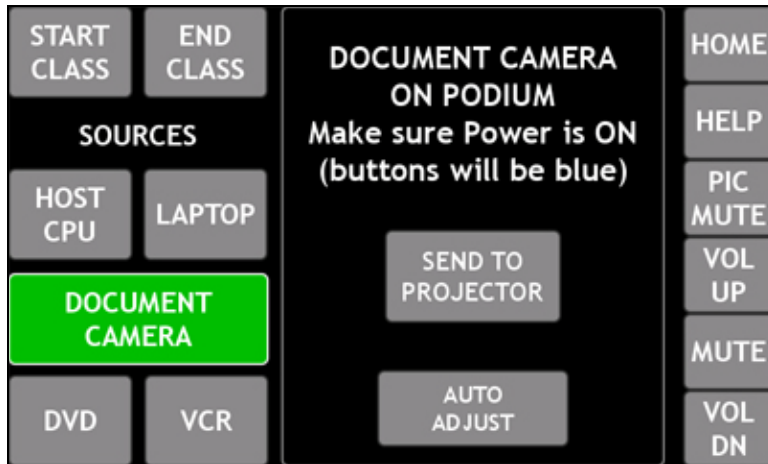 START
CLASS
END
CLASS
SOURCES
HOST
CPU
LAPTOP
DOCUMENT
CAMERA
DVD
VCR
DOCUMENT CAMERA
ON PODIUM
Make sure Power is ON
(buttons will be blue)
SEND TO
PROJECTOR
AUTO
ADJUST
HOME
HELP
PIC
MUTE
VOL
UP
MUTE
VOL
DN